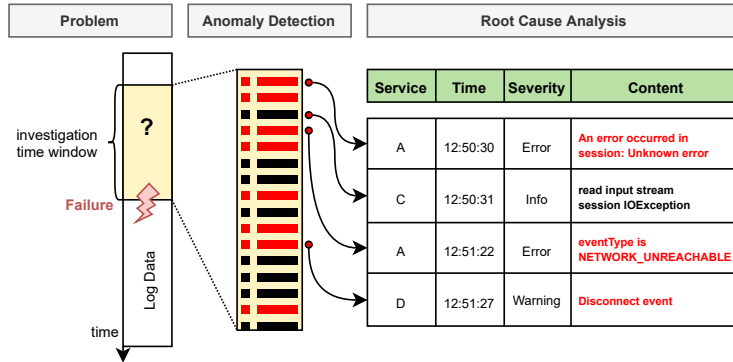 Problem
Anomaly Detection
Root Cause Analysis
investigation
time window
?
Failure
Log Data
time
Service Time Severity Content
A 12:50:30 Error An error occurred in
session: Unknown error
C 12:50:31 Info read input stream
session IOException
A 12:51:22 Error eventType is
NETWORK_UNREACHABLE
D 12:51:27 Warning Disconnect event